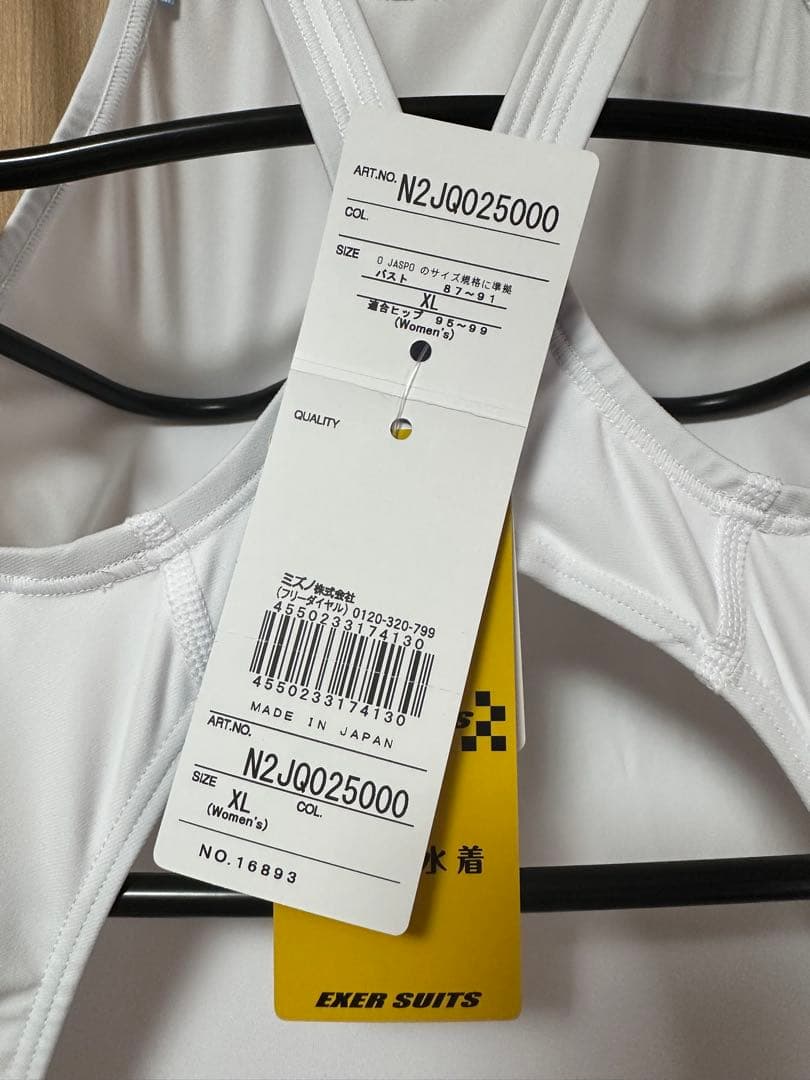 ART.NO. N2JQ025000
COL.
SIZE
O JASPO のサイズ規格に準拠
バスト 87~91
XL
適合ヒップ 95~99
(Women's)
QUALITY
ミズノ株式会社
(フリーダイヤル) 0120-320-799
4550233174130
4550233174130
MADE IN JAPAN
ART.NO.
N2JQ025000
SIZE XL COL.
(Women's)
NO.16893
水着
EXER SUITS